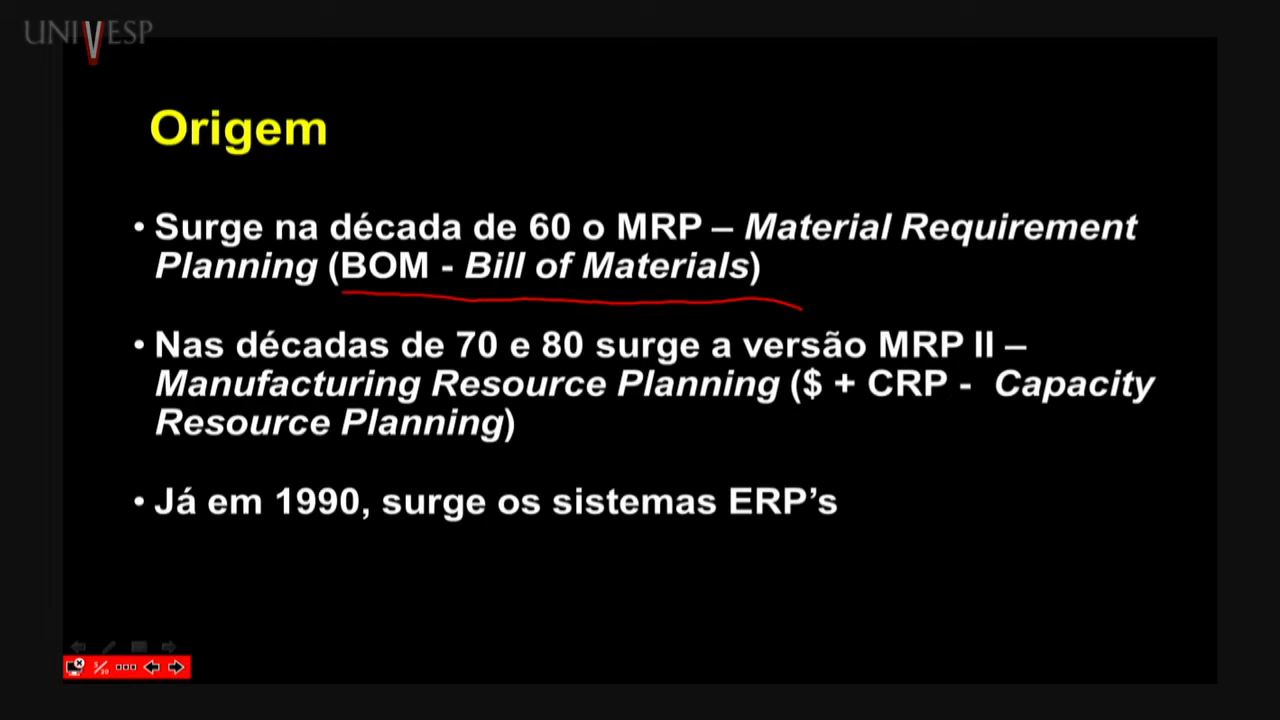 UNIVESP
Origem
• Surge na década de 60 o MRP – Material Requirement
Planning (BOM - Bill of Materials)
• Nas décadas de 70 e 80 surge a versão MRP II –
Manufacturing Resource Planning ($ + CRP - Capacity
Resource Planning)
• Já em 1990, surge os sistemas ERP’s